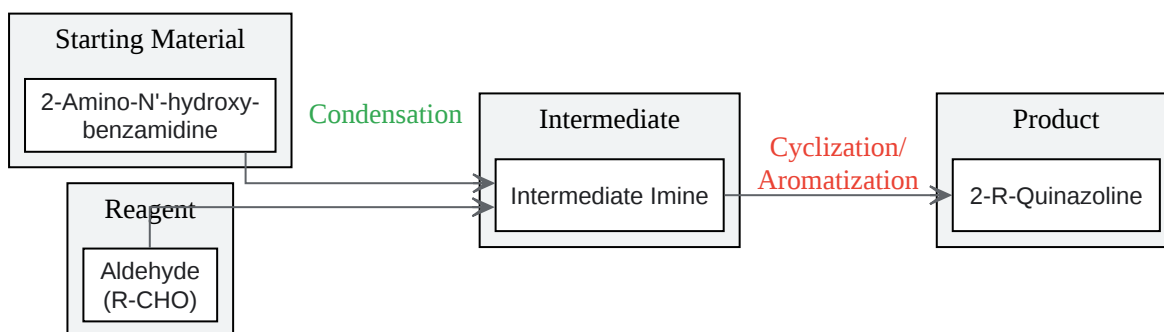 Starting Material
2-Amino-N'-hydroxy-
benzamidine
Condensation
Reagent
Aldehyde
(R-CHO)
Intermediate
Intermediate Imine
Cyclization/
Aromatization
Product
2-R-Quinazoline